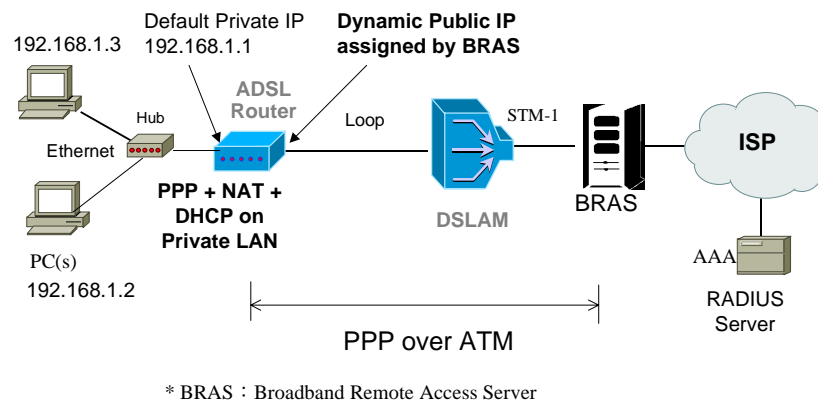 Default Private IP
192.168.1.1
Dynamic Public IP
assigned by BRAS
192.168.1.3
ADSL
Router
Hub
Loop
STM-1
Ethernet
ISP
PPP + NAT +
DHCP on
Private LAN
DSLAM
BRAS
PC(s)
192.168.1.2
AAA
RADIUS
Server
PPP over ATM
* BRAS：Broadband Remote Access Server